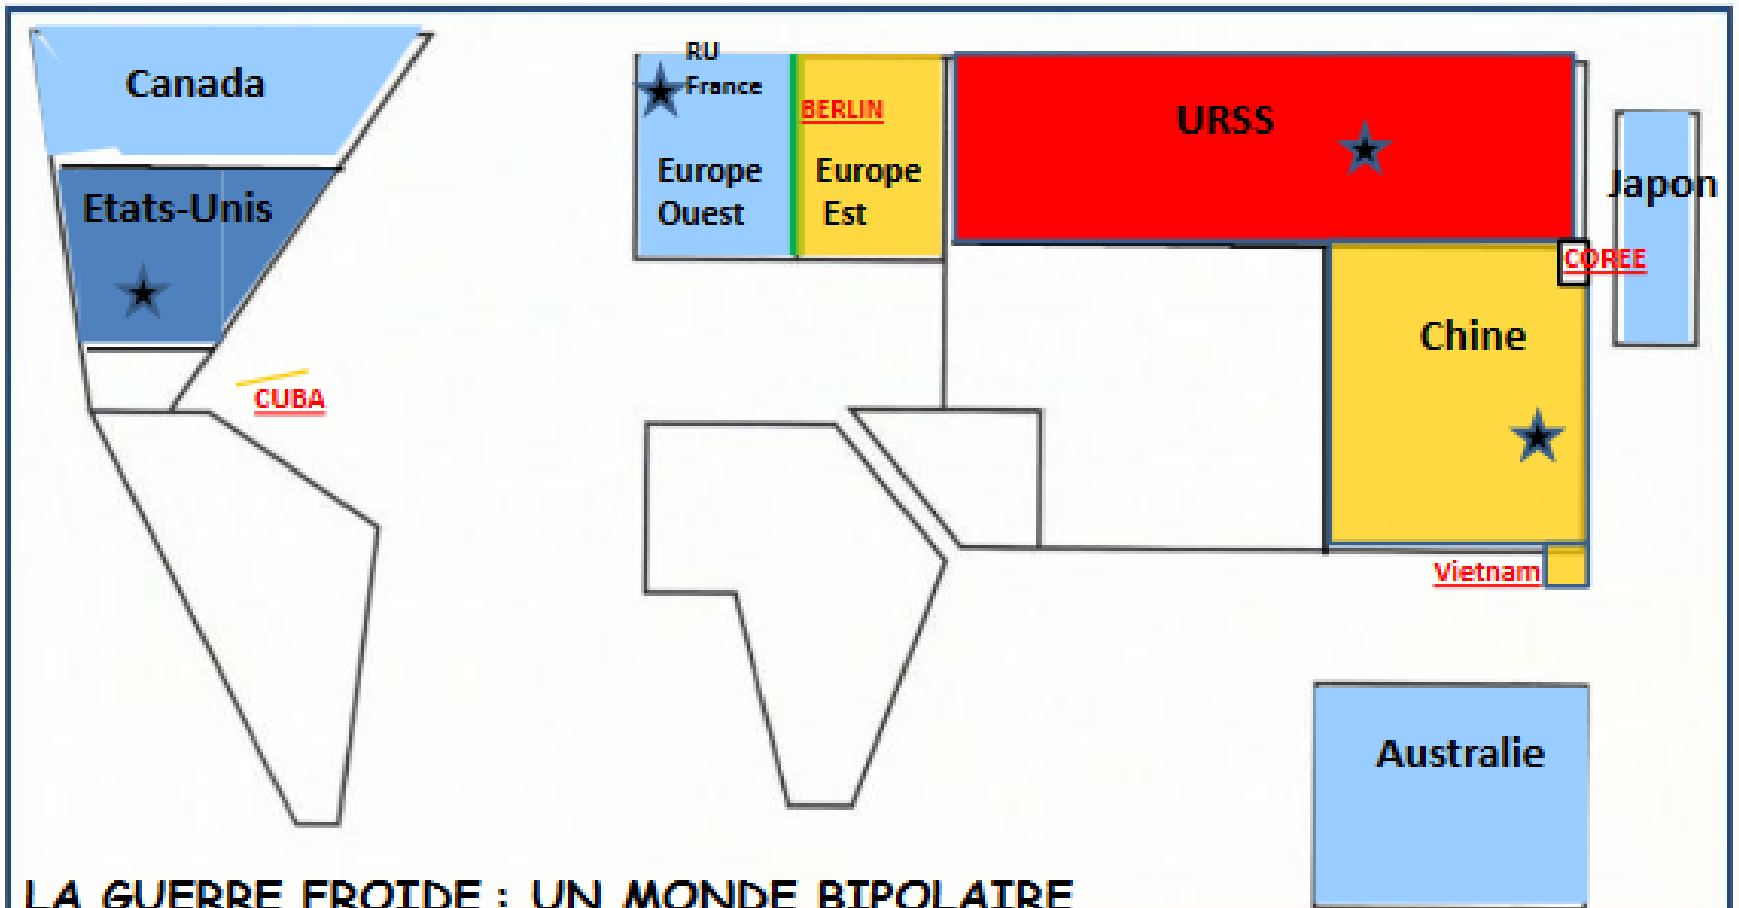 Canada
Etats-Unis
CUBA
RU
France
BERLIN
Europe
Ouest
Europe
Est
URSS
Japon
COREE
Chine
Vietnam
Australie
LA GUERRE FROIDE : UN MONDE BIPOLAIRE